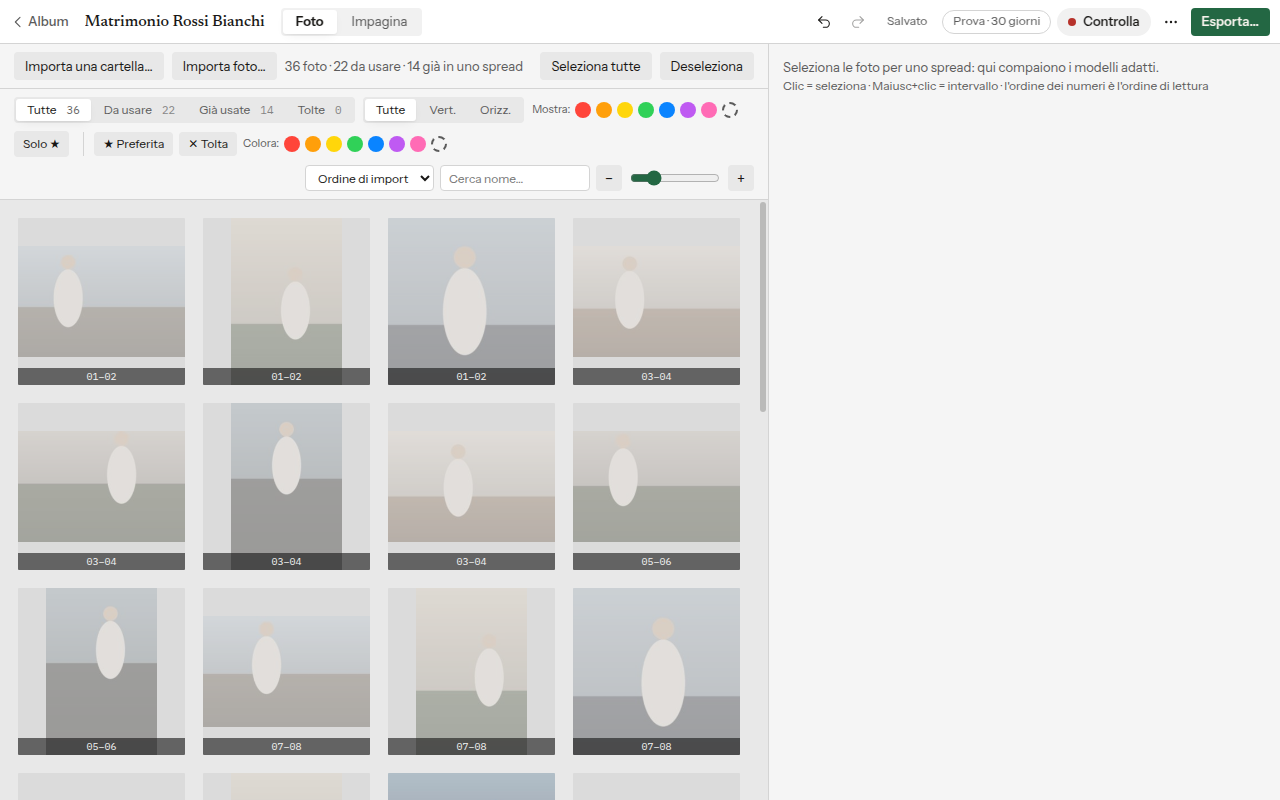 Album Matrimonio Rossi Bianchi Foto Impagina Salvato Prova · 30 giorni Controlla ··· Esporta...
Importa una cartella... Importa foto... 36 foto · 22 da usare · 14 già in uno spread Seleziona tutte Deseleziona
Seleziona le foto per uno spread: qui compaiono i modelli adatti.
Clic = seleziona · Maiusc+clic = intervallo · l'ordine dei numeri è l'ordine di lettura
Tutte 36 Da usare 22 Già usate 14 Tolte 0 Tutte Vert. Orizz. Mostra:
Solo ★ ★ Preferita ✕ Tolta Colora:
Ordine di import Cerca nome... − +
01–02 01–02 01–02 03–04
03–04 03–04 03–04 05–06
05–06 07–08 07–08 07–08